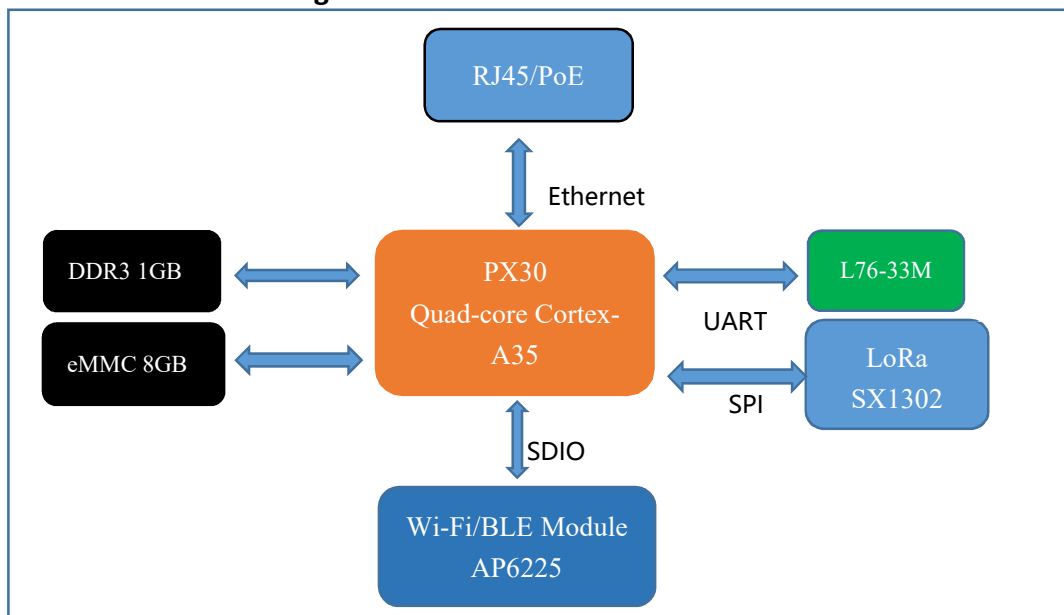 RJ45/PoE
Ethernet
DDR3 1GB
eMMC 8GB
PX30
Quad-core Cortex-
A35
L76-33M
UART
LoRa
SX1302
SPI
SDIO
Wi-Fi/BLE Module
AP6225